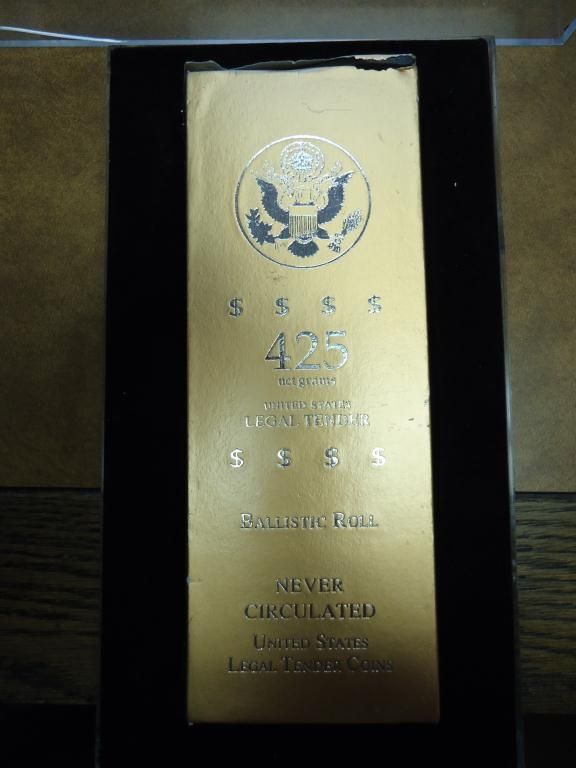 $ $ $ $
425
net grams
UNITED STATES
LEGAL TENDER
$ $ $ $
BALLISTIC ROLL
NEVER
CIRCULATED
UNITED STATES
LEGAL TENDER COINS